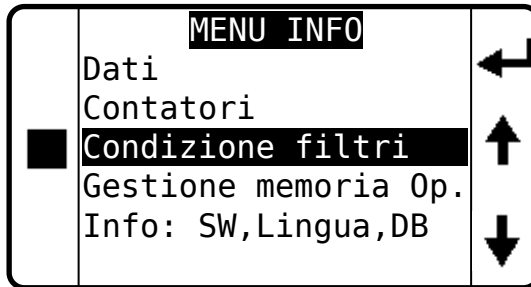 MENU INFO
Dati
Contatori
Condizione filtri
Gestione memoria Op.
Info: SW,Lingua,DB